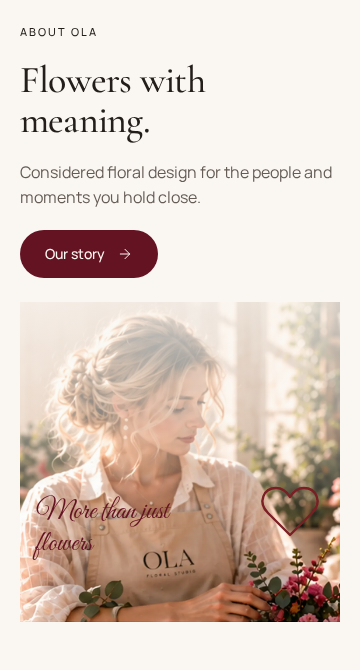 ABOUT OLA
Flowers with
meaning.
Considered floral design for the people and
moments you hold close.
Our story →
More than just
flowers
OLA
FLORAL STUDIO